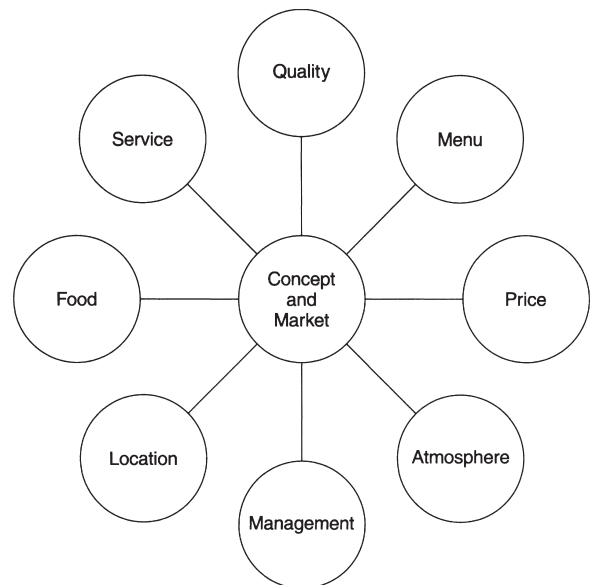 Quality
Service
Menu
Concept
and
Market
Food
Price
Location
Atmosphere
Management